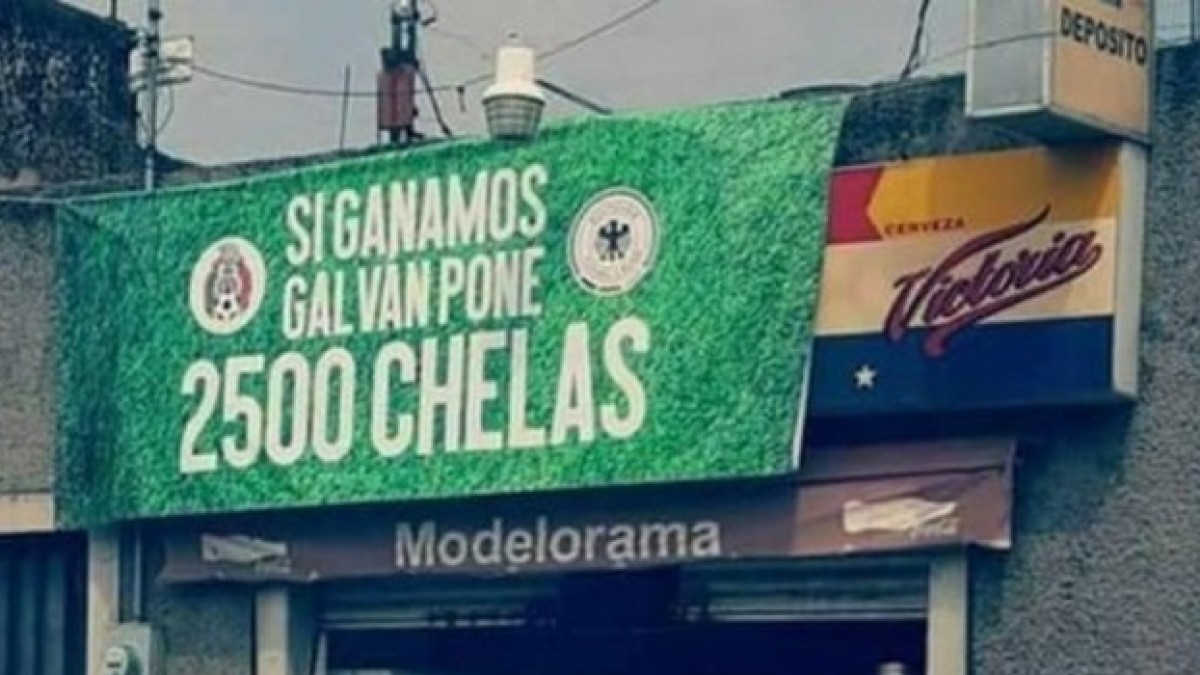 DEPOSITO
SI GANAMOS
GALVAN PONE
2500 CHELAS
CERVEZA
Victoria
Modelorama